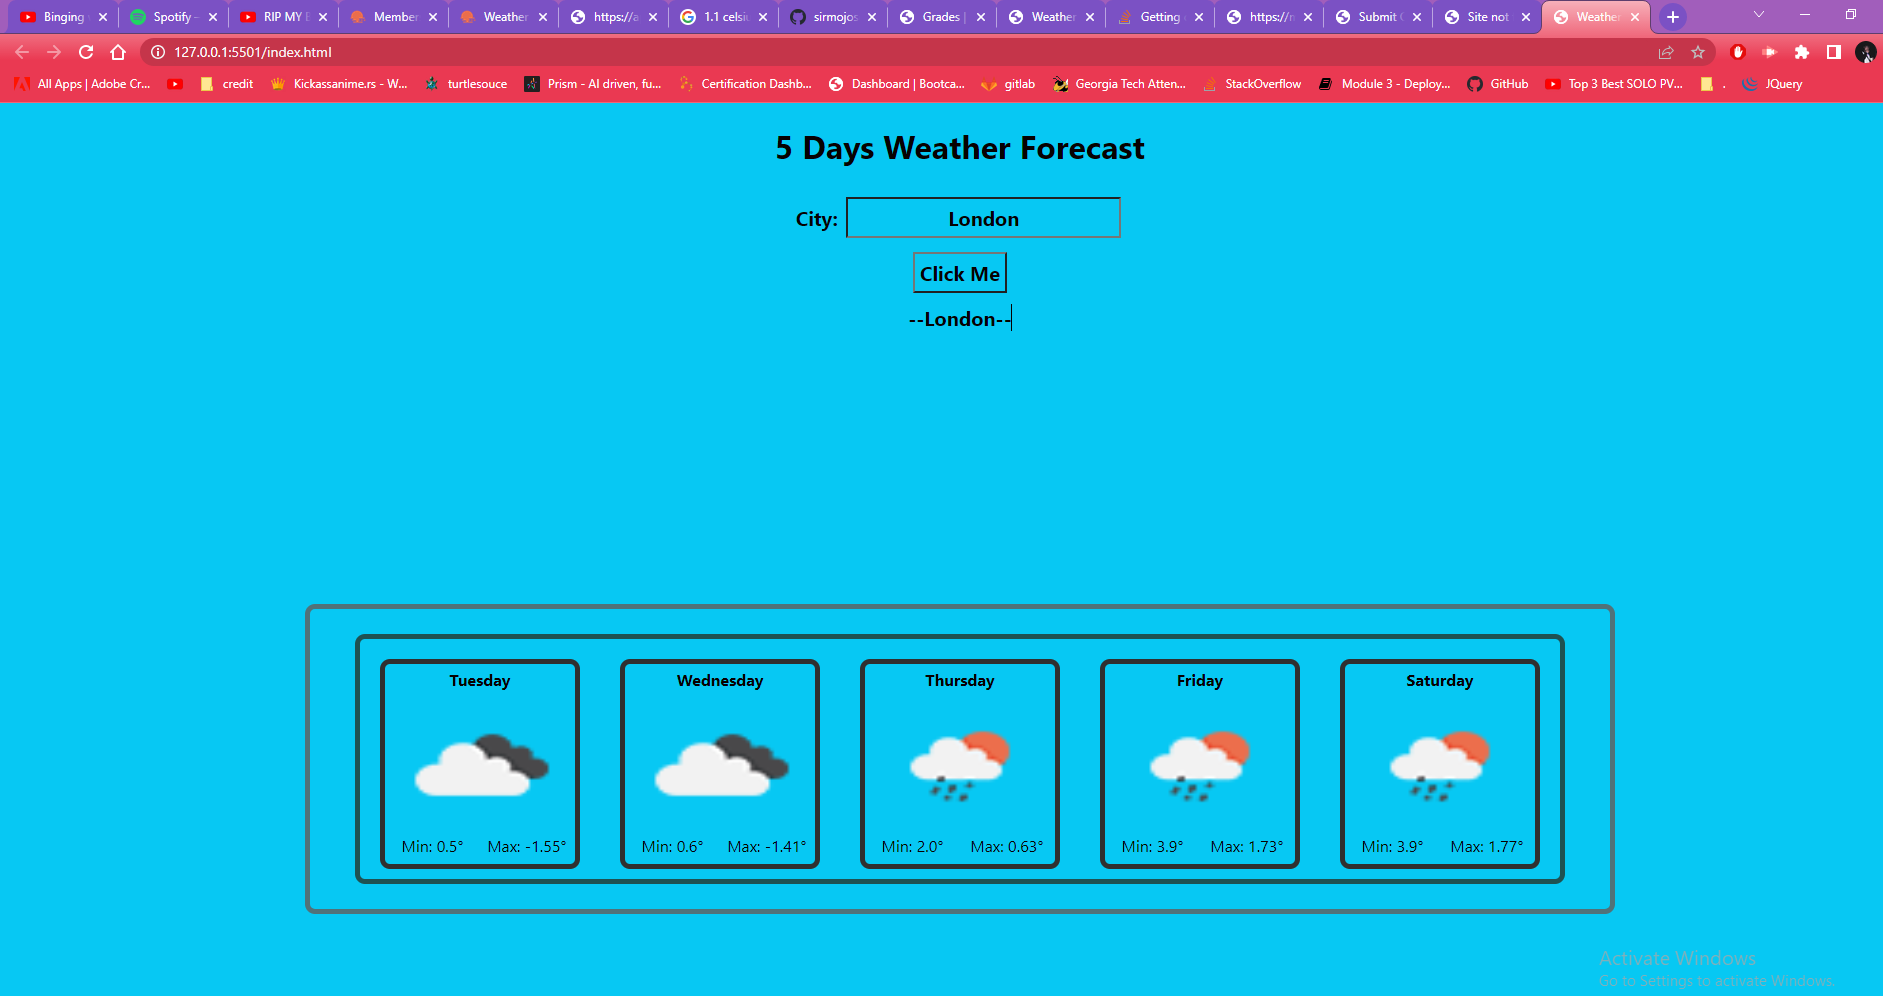 Binging
Spotify –
RIP MY
Member
Weather
https://a
1.1 celsi
sirmojos
Grades |
Weather
Getting
https://n
Submit
Site not
Weather
127.0.0.1:5501/index.html
All Apps | Adobe Cr...
credit
Kickassanime.rs - W...
turtlesouce
Prism - AI driven, fu...
Certification Dashb...
Dashboard | Bootca...
gitlab
Georgia Tech Atten...
StackOverflow
Module 3 - Deploy...
GitHub
Top 3 Best SOLO PV...
.
JQuery
5 Days Weather Forecast
City: London
Click Me
--London--
Tuesday Wednesday Thursday Friday Saturday
Min: 0.5° Max: -1.55° Min: 0.6° Max: -1.41° Min: 2.0° Max: 0.63° Min: 3.9° Max: 1.73° Min: 3.9° Max: 1.77°
Activate Windows
Go to Settings to activate Windows.